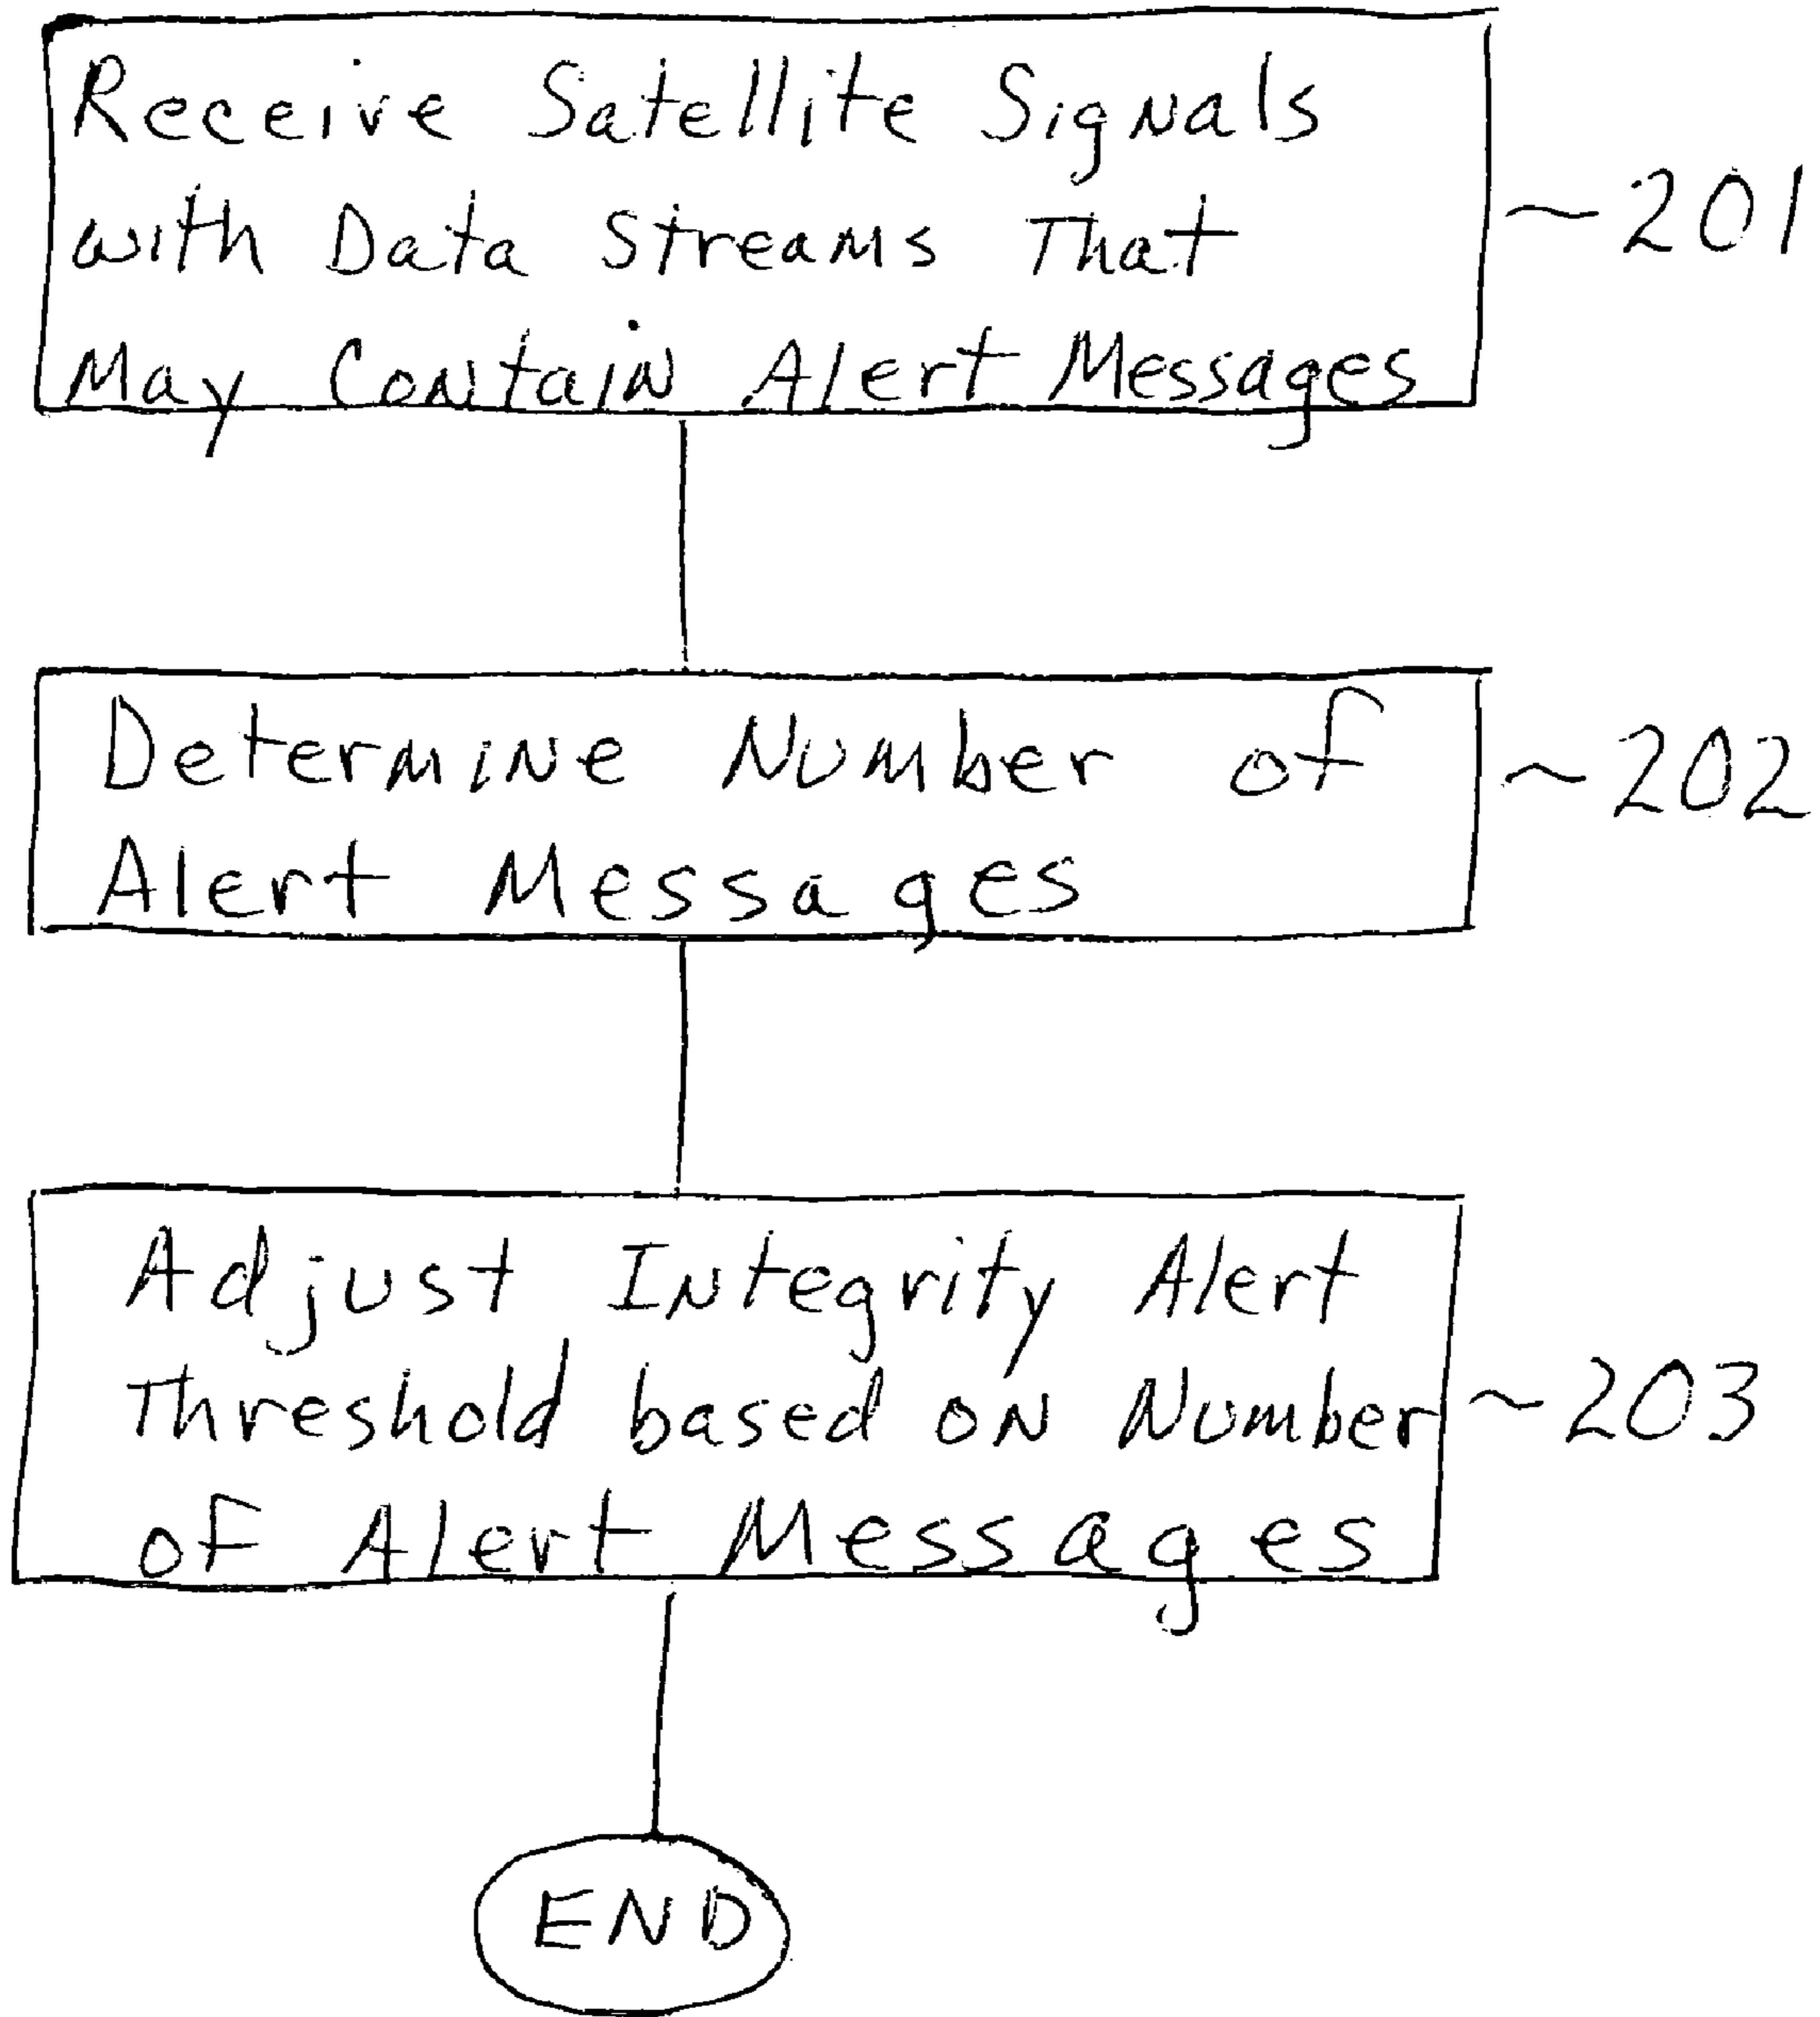 Receive Satellite Signals
with Data Streams That
May Contain Alert Messages
~ 201
Determine Number of
Alert Messages
~ 202
Adjust Integrity Alert
Threshold based on Number
of Alert Messages
~ 203
END